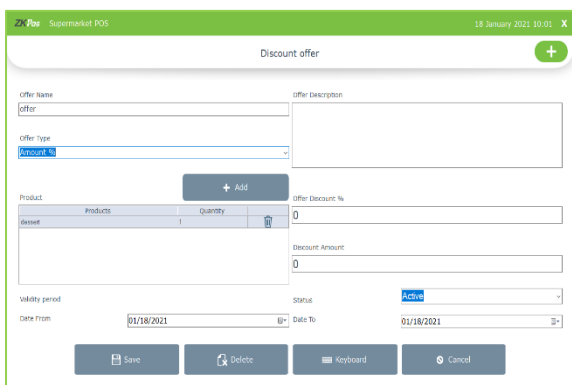 ZKPos Supermarket POS 18 January 2021 10:01 X
Discount offer
Offer Name
offer
Offer Description
Offer Type
Amount %
+ Add
Product
Products Quantity
dessert 1
Offer Discount %
0
Discount Amount
0
Validity period
Status Active
Date From 01/18/2021
Date To 01/18/2021
Save Delete Keyboard Cancel